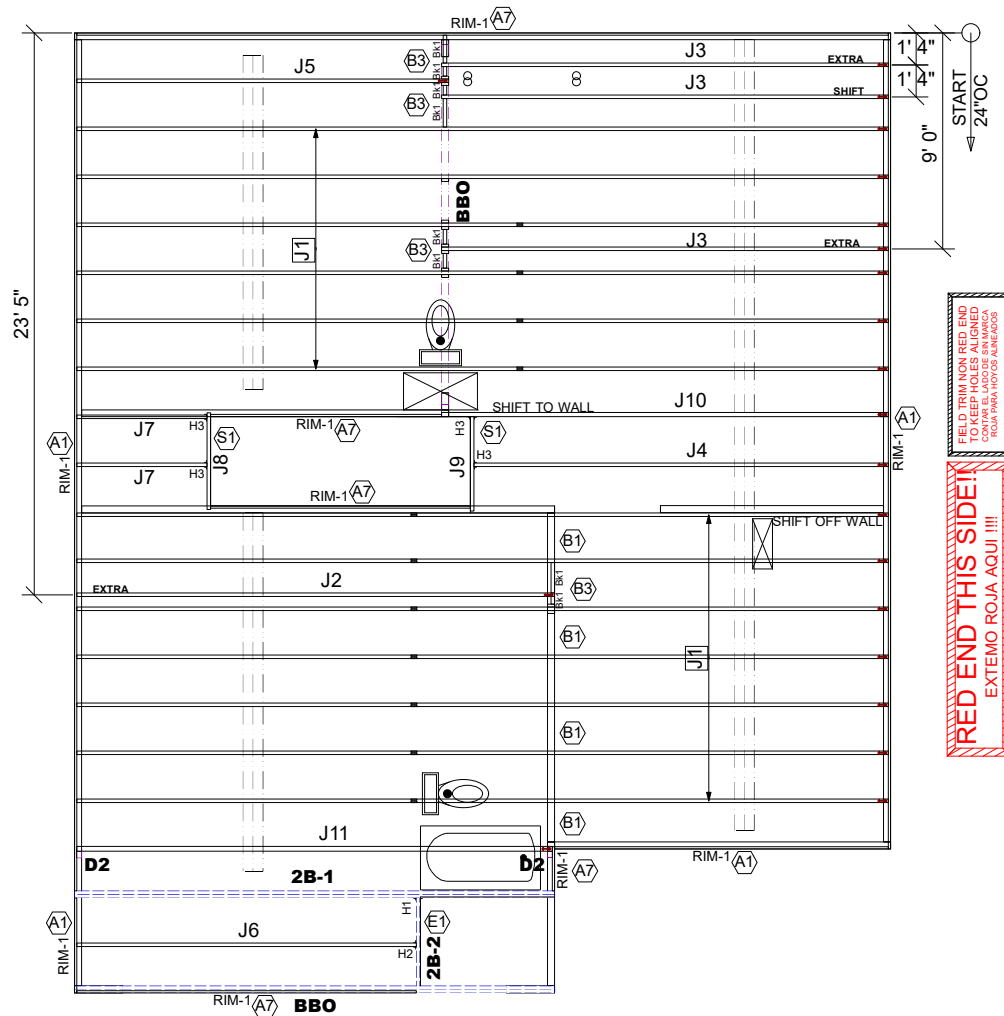 RIM-1 A7
J5
B3
Bk1
Bk1
J3
EXTRA
1' 4"
START
24"OC
B3
Bk1
Bk1
J3
SHIFT
1' 4"
9' 0"
J1
BBO
B3
Bk1
Bk1
J3
EXTRA
23' 5"
FIELD TRIM NON RED END
TO KEEP HOLES ALIGNED
CONTAR EL LADO DE SIN MARCA
ROJA PARA HOYOS ALINEADOS
SHIFT TO WALL
J10
A1
RIM-1
RIM-1 A7
J7
H3
S1
J8
H3
S1
A1
RIM-1
J7
H3
J9
H3
J4
RIM-1 A7
RED END THIS SIDE!!
EXTEMO ROJA AQUI !!!!
SHIFT OFF WALL
B1
J2
EXTRA
Bk1
Bk1
B3
B1
J1
B1
J11
B1
D2
D2
2B-1
RIM-1
A7
RIM-1 A1
A1
RIM-1
J6
H1
H2
E1
2B-2
RIM-1 A7
BBO